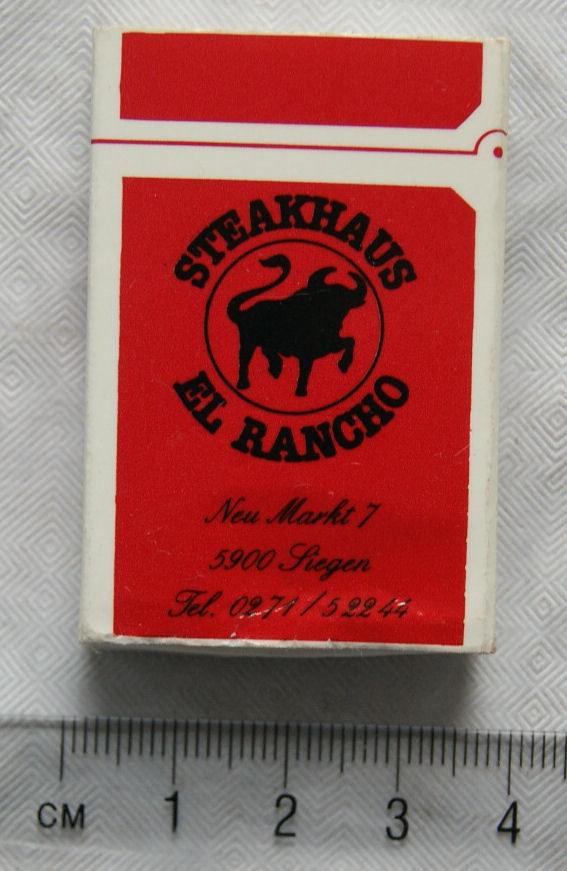 STEAKHAUS
EL RANCHO
Neu Markt 7
5900 Siegen
Tel. 0271/52244
CM 1 2 3 4